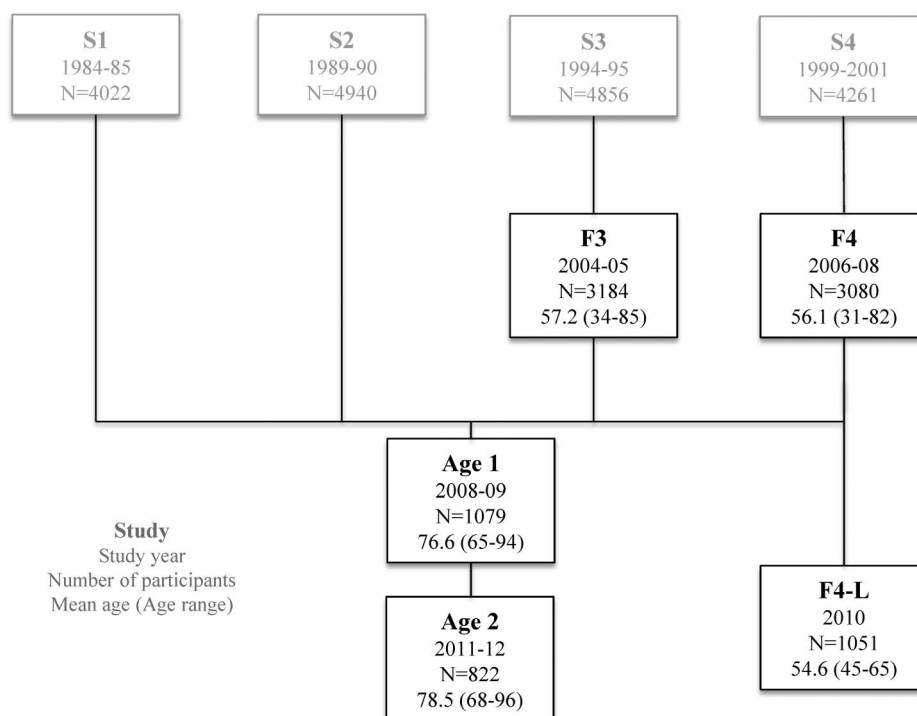 S1
1984-85
N=4022
S2
1989-90
N=4940
S3
1994-95
N=4856
S4
1999-2001
N=4261
F3
2004-05
N=3184
57.2 (34-85)
F4
2006-08
N=3080
56.1 (31-82)
Age 1
2008-09
N=1079
76.6 (65-94)
Study
Study year
Number of participants
Mean age (Age range)
Age 2
2011-12
N=822
78.5 (68-96)
F4-L
2010
N=1051
54.6 (45-65)